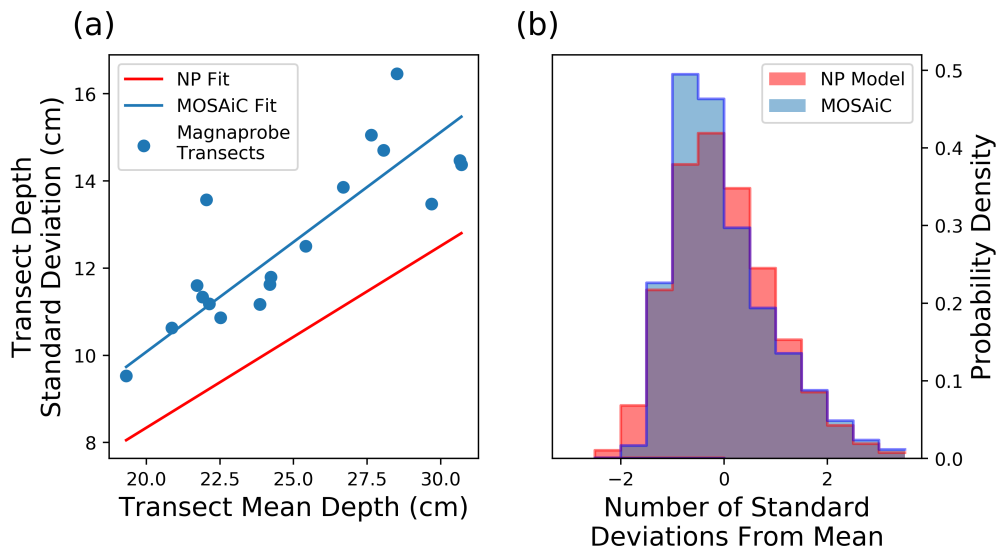 (a)
NP Fit
MOSAiC Fit
Magnaprobe
Transects
16
14
12
10
8
Transect Depth
Standard Deviation (cm)
20.0 22.5 25.0 27.5 30.0
Transect Mean Depth (cm)
(b)
NP Model
MOSAiC
0.5
0.4
0.3
0.2
0.1
0.0
Probability Density
−2 0 2
Number of Standard
Deviations From Mean